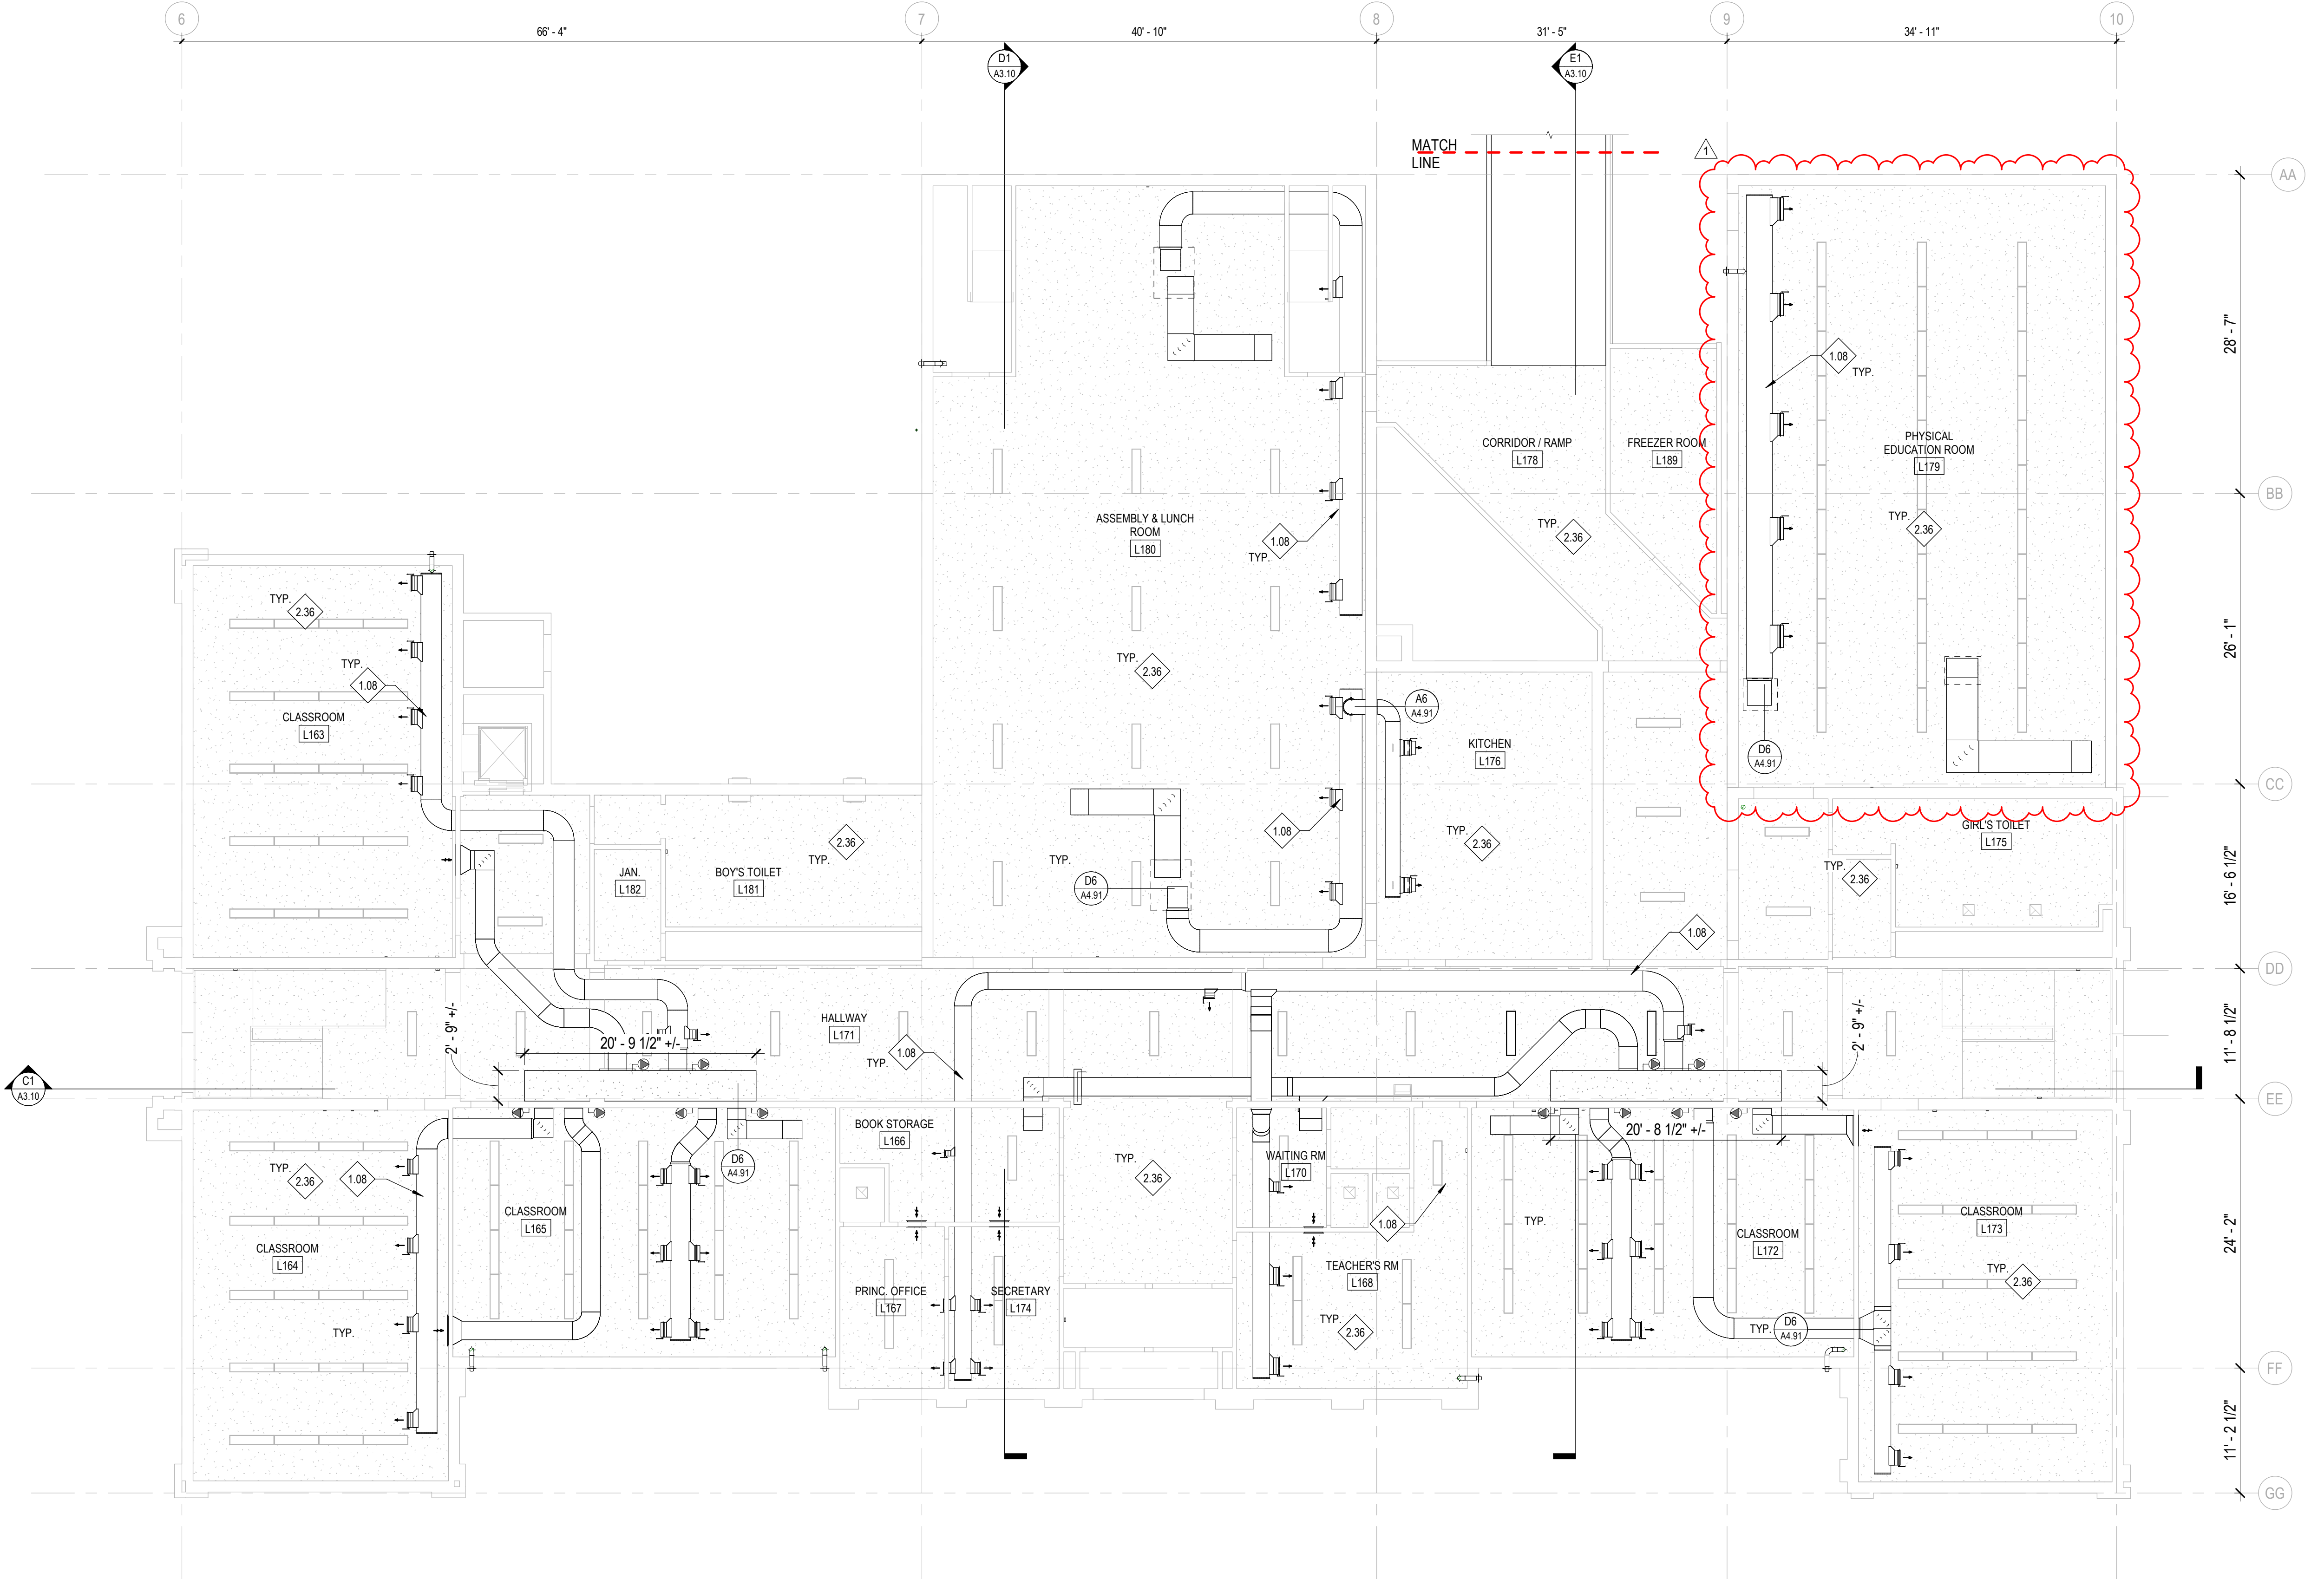 6
7
8
9
10
66' - 4"
40' - 10"
31' - 5"
34' - 11"
D1
A3.10
E1
A3.10
MATCH
LINE
1
AA
28' - 7"
1.08
TYP.
CORRIDOR / RAMP
L178
FREEZER ROOM
L189
PHYSICAL
EDUCATION ROOM
L179
BB
ASSEMBLY & LUNCH
ROOM
L180
1.08
TYP.
TYP.
2.36
TYP.
2.36
TYP.
2.36
26' - 1"
TYP.
1.08
TYP.
2.36
CLASSROOM
L163
A6
A4.91
KITCHEN
L176
D6
A4.91
CC
2.36
TYP.
JAN.
L182
BOY'S TOILET
L181
TYP.
D6
A4.91
1.08
TYP.
2.36
GIRL'S TOILET
L175
TYP.
2.36
16' - 6 1/2"
1.08
DD
2' - 9" +/-
20' - 9 1/2" +/-
HALLWAY
L171
TYP.
1.08
2' - 9" +/-
11' - 8 1/2"
C1
A3.10
EE
BOOK STORAGE
L166
20' - 8 1/2" +/-
TYP.
2.36
1.08
D6
A4.91
TYP.
2.36
WAITING RM
L170
CLASSROOM
L165
1.08
TYP.
CLASSROOM
L173
CLASSROOM
L164
CLASSROOM
L172
24' - 2"
PRINC. OFFICE
L167
SECRETARY
L174
TEACHER'S RM
L168
TYP.
2.36
TYP.
TYP.
2.36
TYP.
D6
A4.91
FF
11' - 2 1/2"
GG